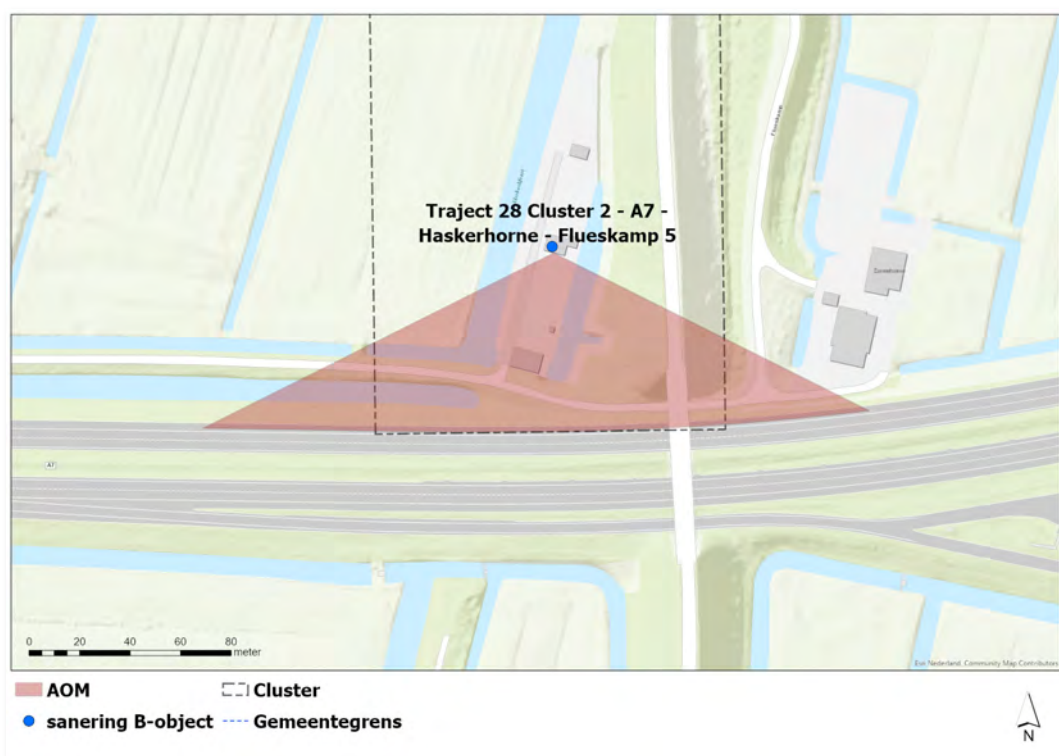 Traject 28 Cluster 2 - A7 -
Haskerhorne - Flueskamp 5
A7
0 20 40 60 80
meter
Esri Nederland, Community Map Contributors
AOM
Cluster
sanering B-object
Gemeentegrens
N